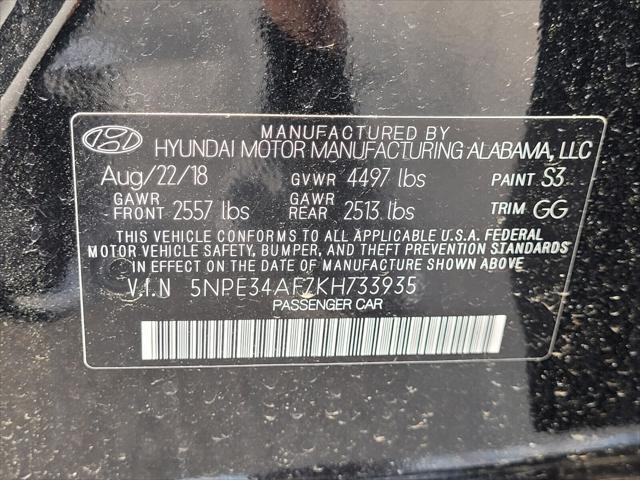 MANUFACTURED BY
HYUNDAI MOTOR MANUFACTURING ALABAMA, LLC
Aug/22/18 GVWR 4497 lbs PAINT S3
GAWR FRONT 2557 lbs GAWR REAR 2513 lbs TRIM GG
THIS VEHICLE CONFORMS TO ALL APPLICABLE U.S.A. FEDERAL
MOTOR VEHICLE SAFETY, BUMPER, AND THEFT PREVENTION STANDARDS
IN EFFECT ON THE DATE OF MANUFACTURE SHOWN ABOVE
V.I.N 5NPE34AF7KH733935
PASSENGER CAR